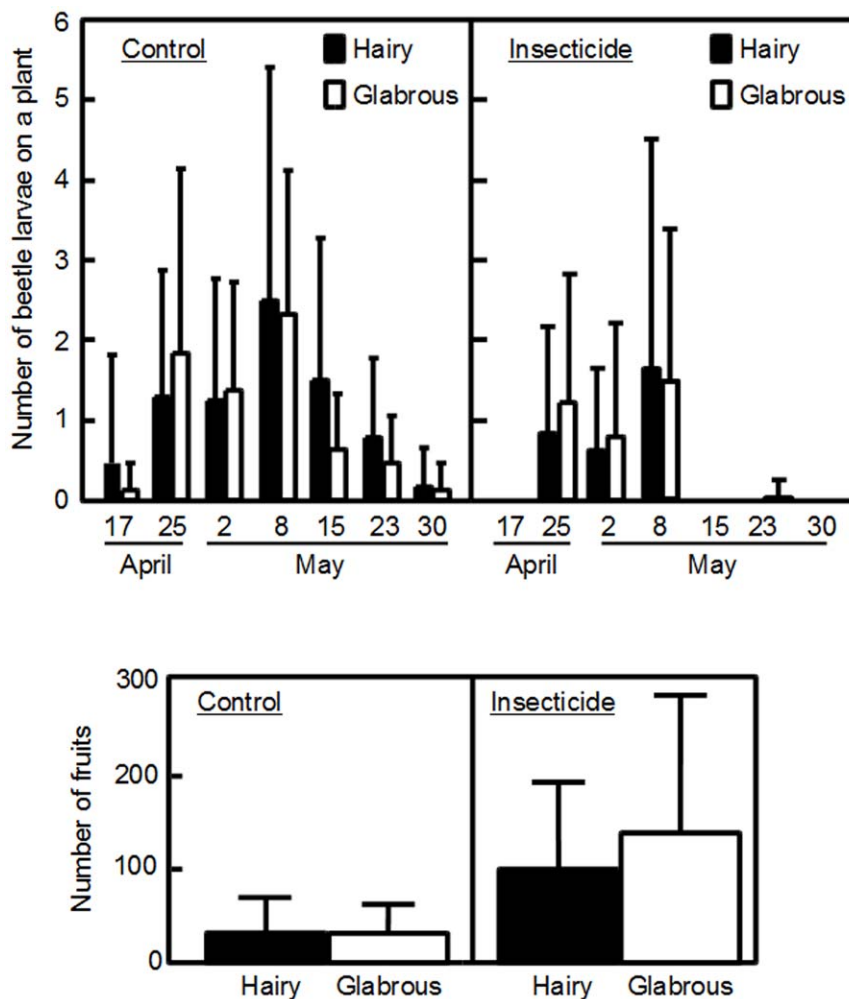 Number of beetle larvae on a plant
6
5
4
3
2
1
0
Control
Hairy
Glabrous
Insecticide
Hairy
Glabrous
17 25 2 8 15 23 30
April May
17 25 2 8 15 23 30
April May
Number of fruits
300
200
100
0
Control
Insecticide
Hairy Glabrous
Hairy Glabrous